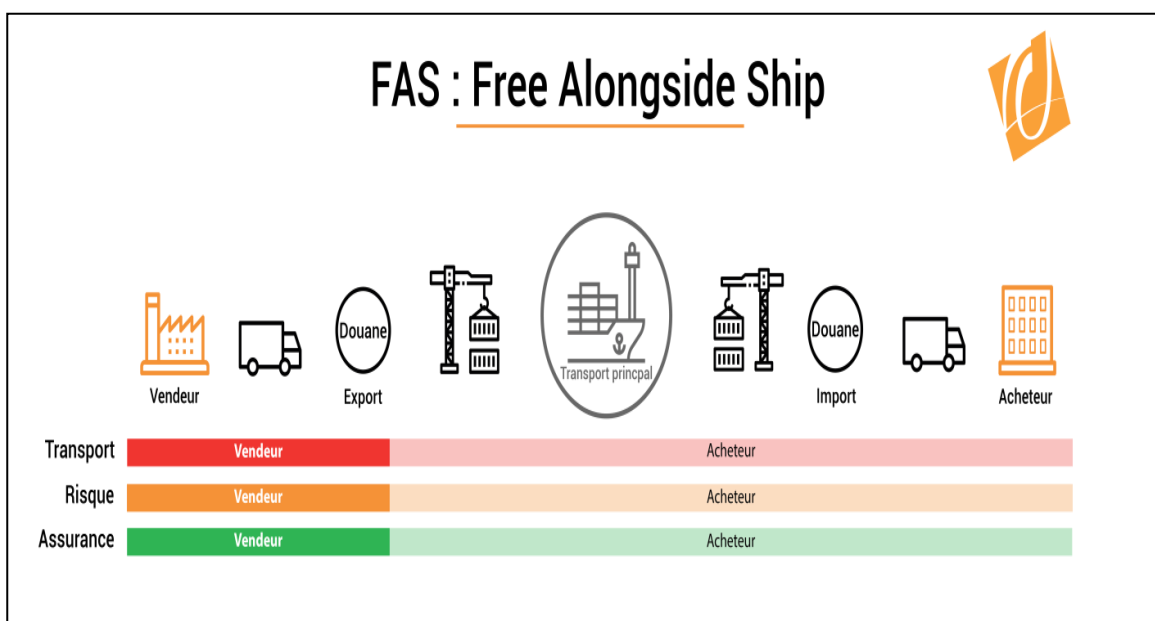 FAS : Free Alongside Ship
Douane
Transport princpal
Douane
Vendeur
Export
Import
Acheteur
Transport
Vendeur
Acheteur
Risque
Vendeur
Acheteur
Assurance
Vendeur
Acheteur